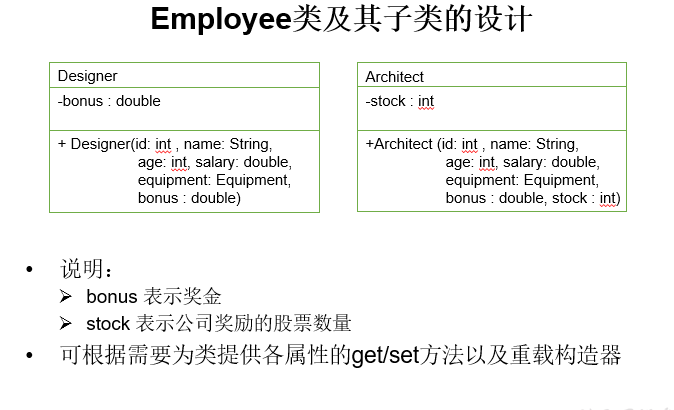 Employee类及其子类的设计
Designer
-bonus : double
+ Designer(id: int , name: String,
age: int, salary: double,
equipment: Equipment,
bonus : double)
Architect
-stock : int
+Architect (id: int , name: String,
age: int, salary: double,
equipment: Equipment,
bonus : double, stock : int)
• 说明：
➢ bonus 表示奖金
➢ stock 表示公司奖励的股票数量
• 可根据需要为类提供各属性的get/set方法以及重载构造器